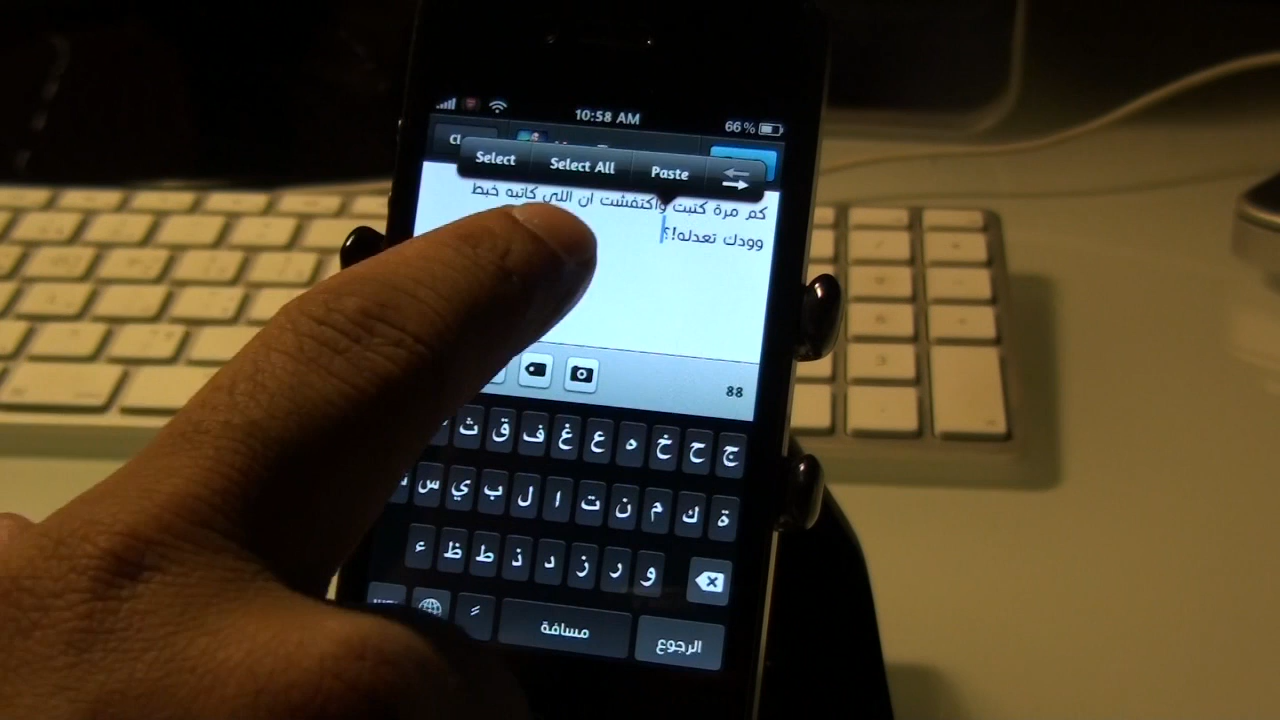 10:58 AM
66%
Select
Select All
Paste
كم مرة كتبت واكتفشت ان اللي كاتبه خبط
وودك تعدله!؟
88
ج ح خ ه ع غ ف ق ث
ة ك م ن ت ا ل ب ي س
و ر ز د ذ ط ظ ء
مسافة
الرجوع